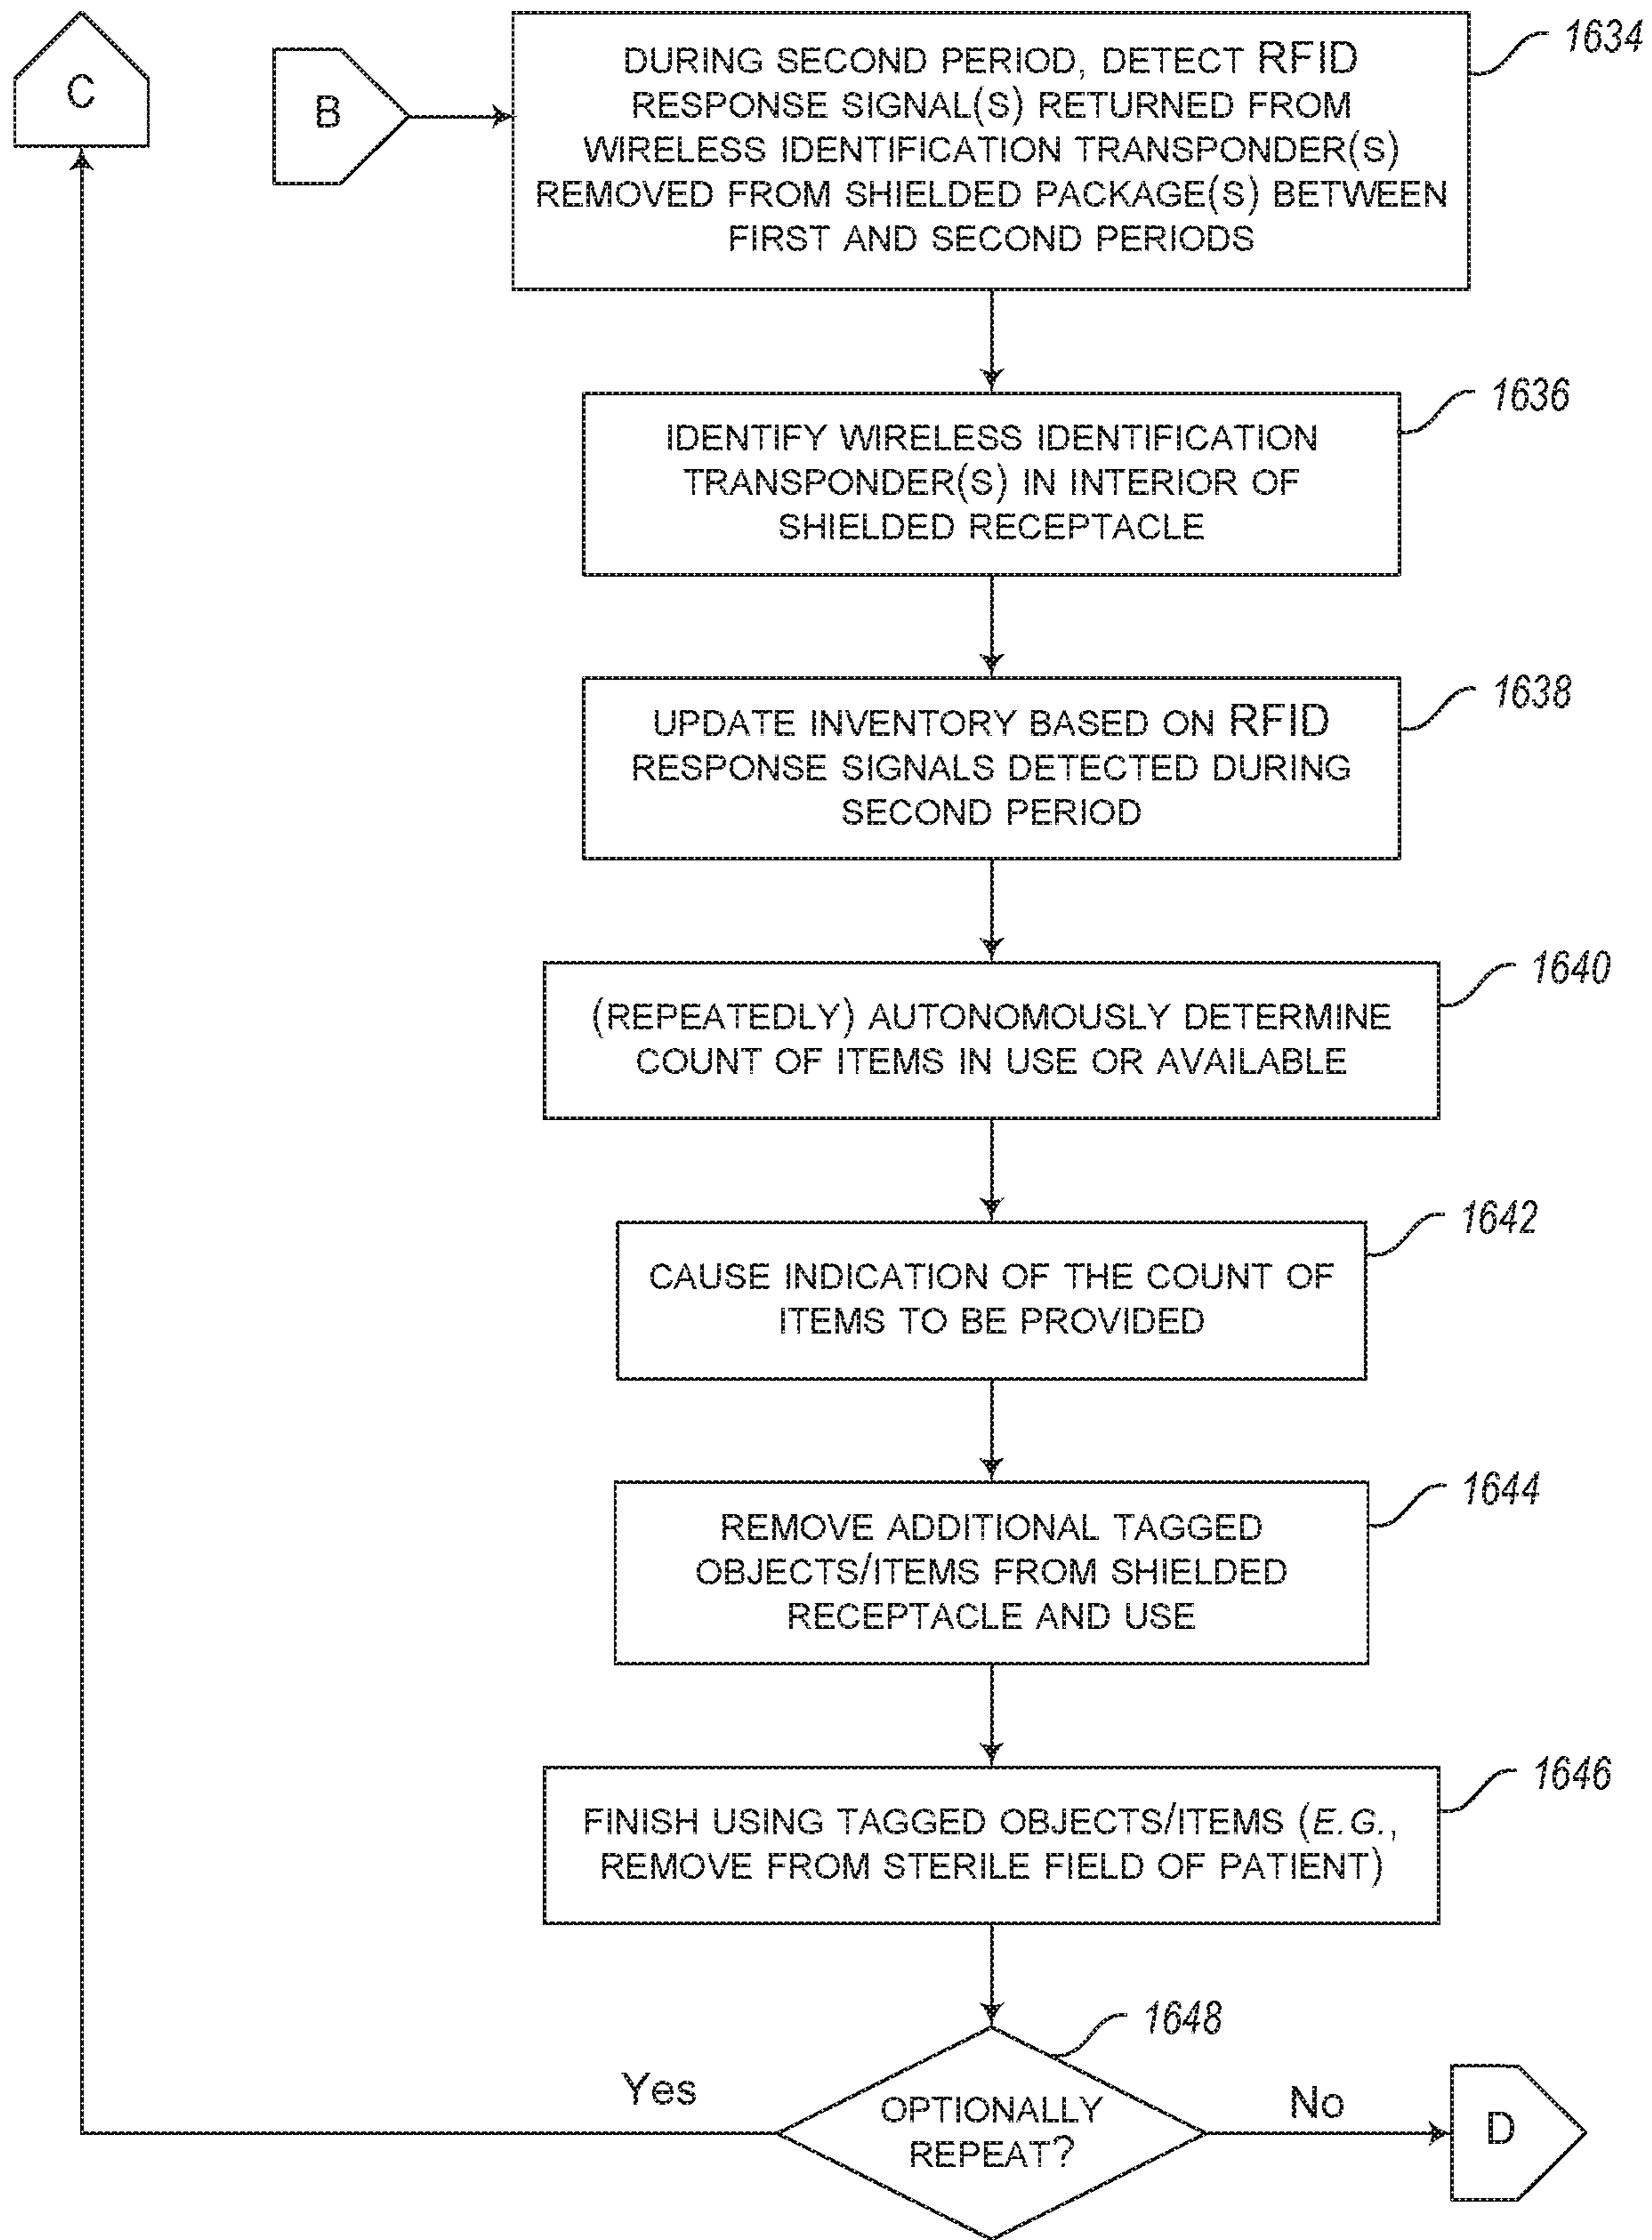 C
B
DURING SECOND PERIOD, DETECT RFID
RESPONSE SIGNAL(S) RETURNED FROM
WIRELESS IDENTIFICATION TRANSPONDER(S)
REMOVED FROM SHIELDED PACKAGE(S) BETWEEN
FIRST AND SECOND PERIODS
1634
IDENTIFY WIRELESS IDENTIFICATION
TRANSPONDER(S) IN INTERIOR OF
SHIELDED RECEPTACLE
1636
UPDATE INVENTORY BASED ON RFID
RESPONSE SIGNALS DETECTED DURING
SECOND PERIOD
1638
(REPEATEDLY) AUTONOMOUSLY DETERMINE
COUNT OF ITEMS IN USE OR AVAILABLE
1640
CAUSE INDICATION OF THE COUNT OF
ITEMS TO BE PROVIDED
1642
REMOVE ADDITIONAL TAGGED
OBJECTS/ITEMS FROM SHIELDED
RECEPTACLE AND USE
1644
FINISH USING TAGGED OBJECTS/ITEMS (E.G.,
REMOVE FROM STERILE FIELD OF PATIENT)
1646
1648
Yes
OPTIONALLY
REPEAT?
No
D